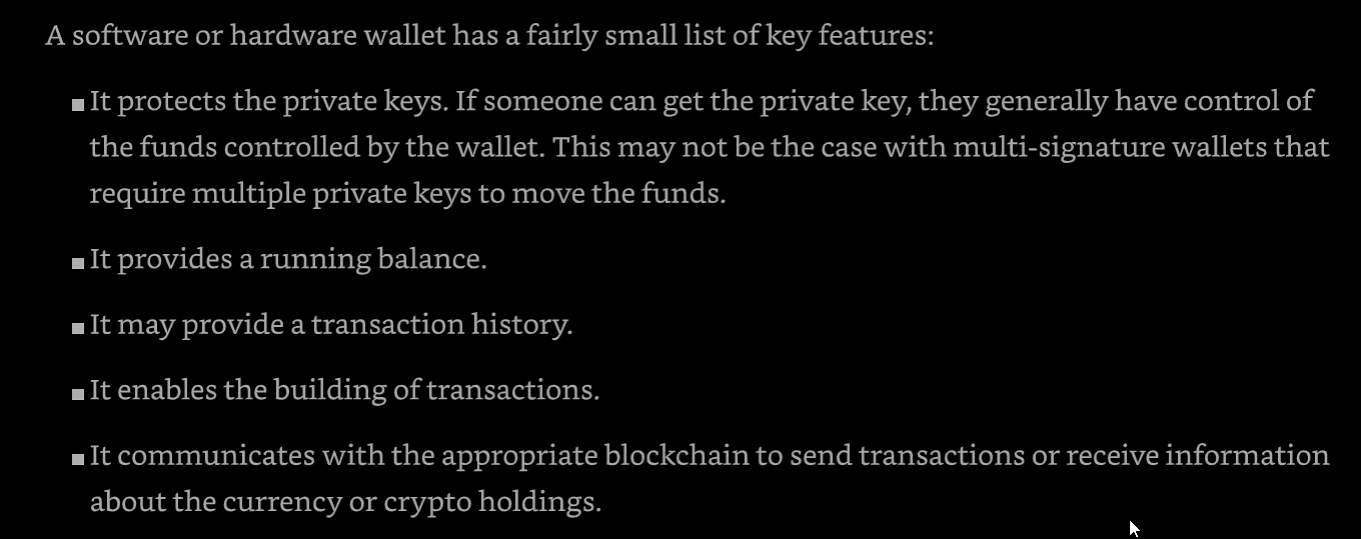 A software or hardware wallet has a fairly small list of key features:
■ It protects the private keys. If someone can get the private key, they generally have control of
the funds controlled by the wallet. This may not be the case with multi-signature wallets that
require multiple private keys to move the funds.
■ It provides a running balance.
■ It may provide a transaction history.
■ It enables the building of transactions.
■ It communicates with the appropriate blockchain to send transactions or receive information
about the currency or crypto holdings.